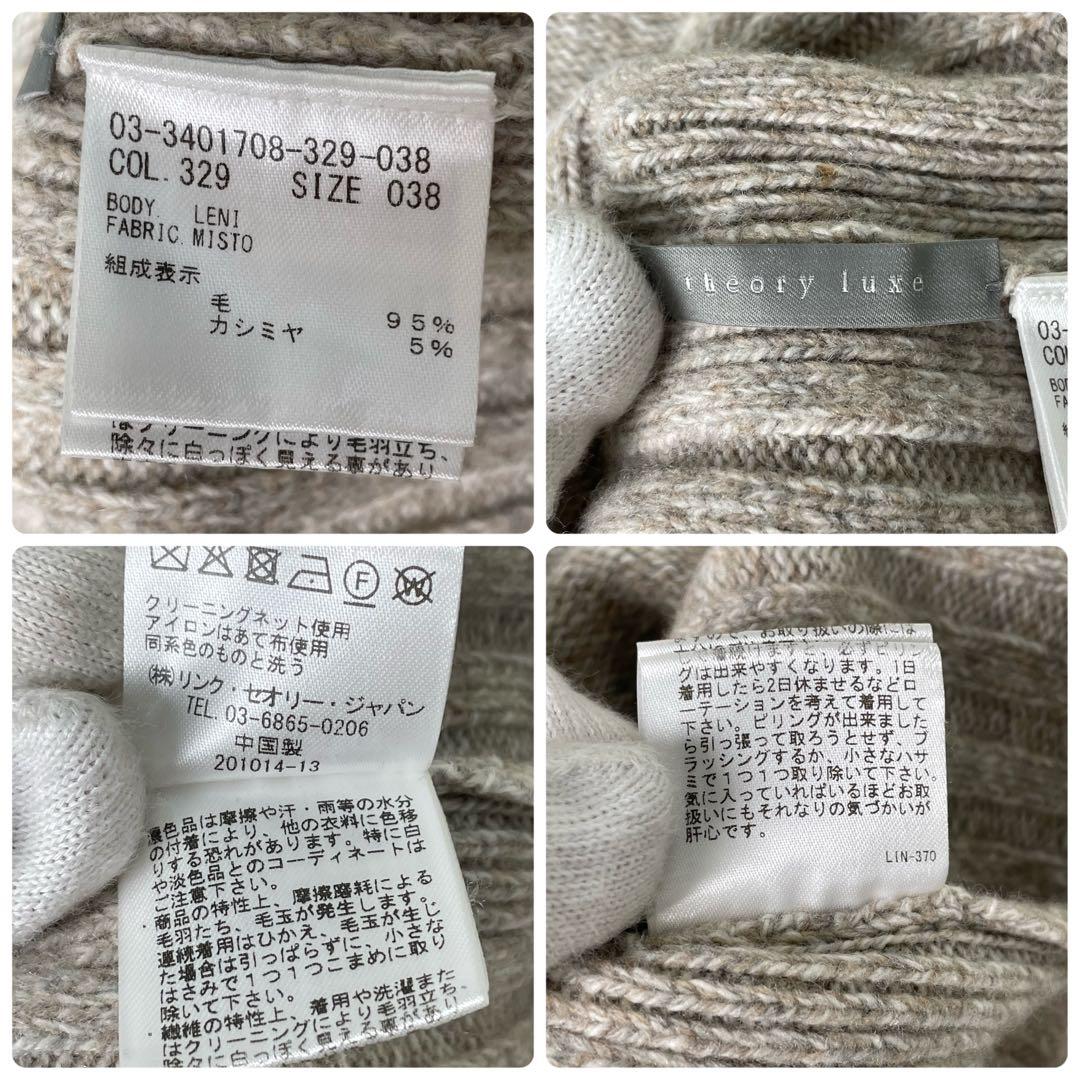 03-3401708-329-038
COL.329 SIZE 038
BODY. LENI
FABRIC.MISTO
組成表示
毛 95%
カシミヤ 5%
はクリーニングにより毛羽立ち、
除々に白っぽく見える事があり
theory luxe
03-
CO
BO
FA
F W
クリーニングネット使用
アイロンはあて布使用
同系色のものと洗う
(株)リンク・セオリー・ジャパン
TEL. 03-6865-0206
中国製
201014-13
濃色品は摩擦や汗・雨等の水分
の付着により、他の衣料に色移
りする恐れがあります。特に白
や淡色品とのコーディネートは
ご注意下さい。
・商品の特性上、摩擦磨耗による
毛羽たち、毛玉が発生します。
連続着用はひかえ、毛玉が生じ
た場合は引っぱらずに、小さな
はさみで1つ1つこまめに取り
除いて下さい。
・繊維の特性上、着用や洗濯また
はクリーニングにより毛羽立ち、
除々に白っぽく見える事があり
お取り扱いの際には
必ずピリン
グは出来やすくなります。1日
着用したら2日休ませるなどロ
ーテーションを考えて着用して
下さい。ピリングが出来ました
ら引っ張って取ろうとせず、ブ
ラッシングするか、小さなハサ
ミで1つ1つ取り除いて下さい。
気に入っていればいるほどお取
扱いにもそれなりの気づかいが
肝心です。
LIN-370